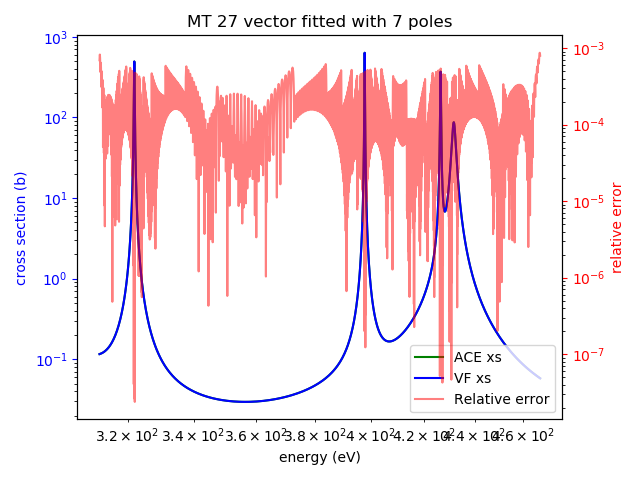 MT 27 vector fitted with 7 poles
10³
10²
10¹
10⁰
10⁻¹
cross section (b)
10⁻³
10⁻⁴
10⁻⁵
10⁻⁶
10⁻⁷
relative error
ACE xs
VF xs
Relative error
3.2 × 10² 3.4 × 10² 3.6 × 10² 3.8 × 10² 4 × 10² 4.2 × 10² 4.4 × 10² 4.6 × 10²
energy (eV)